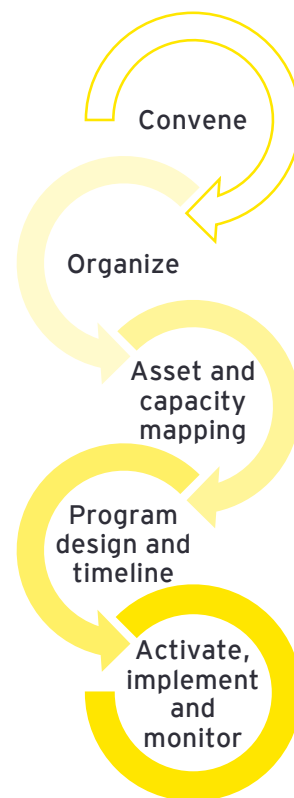 Convene
Organize
Asset and
capacity
mapping
Program
design and
timeline
Activate,
implement
and
monitor